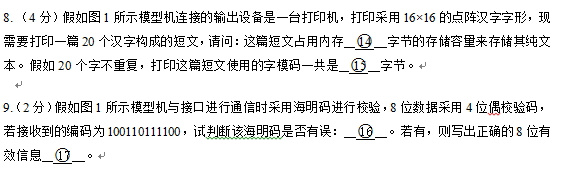 8.（4 分）假如图 1 所示模型机连接的输出设备是一台打印机，打印采用 16×16 的点阵汉字字形，现
需要打印一篇 20 个汉字构成的短文，请问：这篇短文占用内存__⑭__字节的存储容量来存储其纯文
本。假如 20 个字不重复，打印这篇短文使用的字模码一共是__⑮__字节。
9.（2 分）假如图 1 所示模型机与接口进行通信时采用海明码进行校验，8 位数据采用 4 位偶校验码，
若接收到的编码为 100110111100，试判断该海明码是否有误：__⑯__。若有，则写出正确的 8 位有
效信息__⑰__。